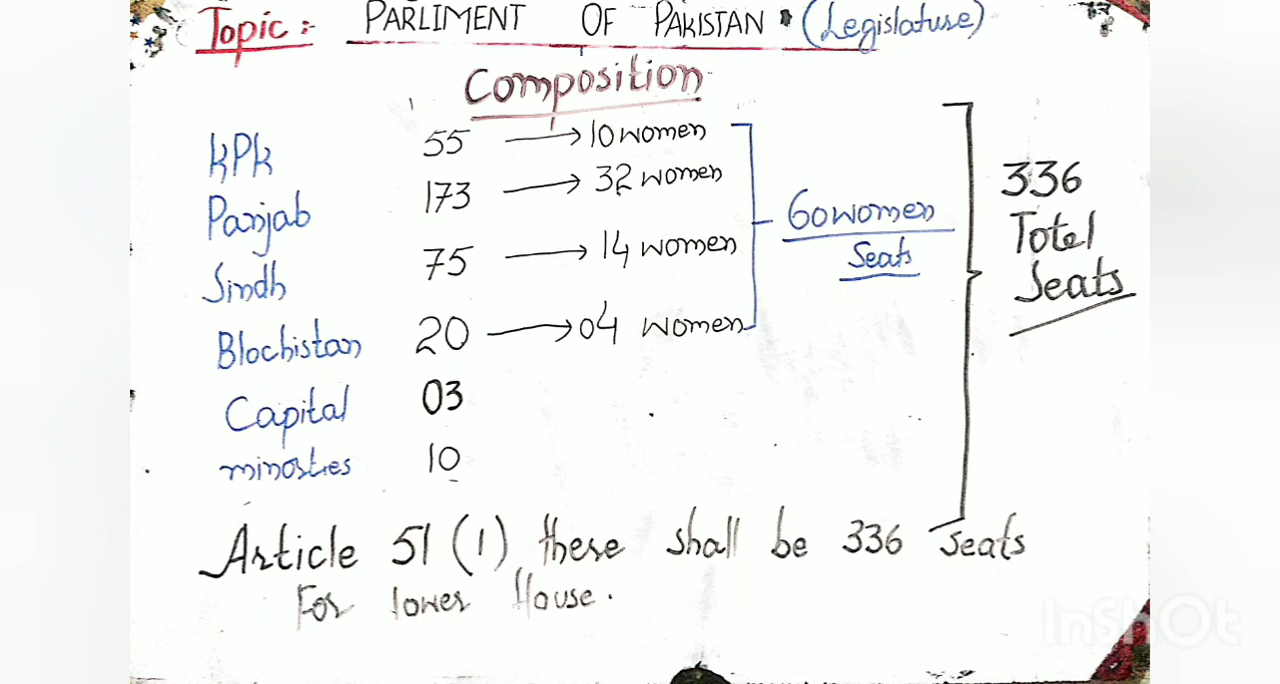 Topic :- PARLIMENT OF PAKISTAN • (Legislature)
Composition
KPK 55 → 10 women
Panjab 173 → 32 women
Sindh 75 → 14 women
Blochistan 20 → 04 women
Capital 03
minorties 10
60 women
Seats
336
Totel
Seats
Article 51 (1) there shall be 336 seats
For lower House.
InShOt